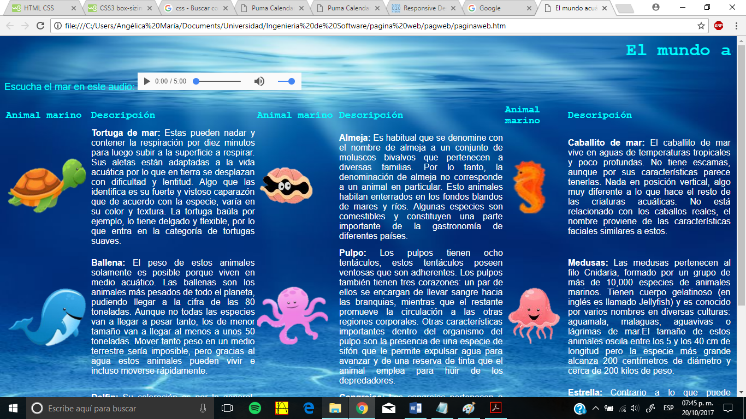 HTML CSS
CSS3 box-sizin
css - Buscar co
Puma Calende
Puma Calende
Responsive De
Google
El mundo acua
file:///C:/Users/Angélica%20María/Documents/Universidad/Ingenieria%20de%20Software/pagina%20web/pagweb/paginaweb.htm
El mundo a
Escucha el mar en este audio:
0:00 / 5:00
Animal marino
Descripción
Tortuga de mar: Estas pueden nadar y
contener la respiración por diez minutos
para luego subir a la superficie a respirar.
Sus aletas están adaptadas a la vida
acuática por lo que en tierra se desplazan
con dificultad y lentitud. Algo que las
identifica es su fuerte y vistoso caparazón
que de acuerdo con la especie, varía en
su color y textura. La tortuga baúla por
ejemplo, lo tiene delgado y flexible, por lo
que entra en la categoría de tortugas
suaves.
Ballena: El peso de estos animales
solamente es posible porque viven en
medio acuático. Las ballenas son los
animales más pesados de todo el planeta,
pudiendo llegar a la cifra de las 80
toneladas. Aunque no todas las especies
van a llegar a pesar tanto, los de menor
tamaño van a llegar al menos a unos 50
toneladas. Mover tanto peso en un medio
terrestre sería imposible, pero gracias al
agua estos animales pueden vivir e
incluso moverse rápidamente.
Animal marino
Descripción
Almeja: Es habitual que se denomine con
el nombre de almeja a un conjunto de
moluscos bivalvos que pertenecen a
diversas familias. Por lo tanto, la
denominación de almeja no corresponde
a un animal en particular. Esto animales
habitan enterrados en los fondos blandos
de mares y ríos. Algunas especies son
comestibles y constituyen una parte
importante de la gastronomía de
diferentes países.
Pulpo: Los pulpos tienen ocho
tentáculos, estos tentáculos poseen
ventosas que son adherentes. Los pulpos
también tienen tres corazones: un par de
ellos se encargan de llevar sangre hacia
las branquias, mientras que el restante
promueve la circulación a las otras
regiones corporales. Otras características
importantes dentro del organismo del
pulpo son la presencia de una especie de
sifón que le permite expulsar agua para
avanzar y de una reserva de tinta que el
animal emplea para huir de los
depredadores.
Animal
marino
Descripción
Caballito de mar: El caballito de mar
vive en aguas de temperaturas tropicales
y poco profundas. No tiene escamas,
aunque por sus características parece
tenerlas. Nada en posición vertical, algo
muy diferente a lo que hace el resto de
las criaturas acuáticas. No está
relacionado con los caballos reales, el
nombre proviene de las características
faciales similares a estos.
Medusas: Las medusas pertenecen al
filo Cnidaria, formado por un grupo de
más de 10,000 especies de animales
marinos. Tienen cuerpo gelatinoso (en
inglés es llamado Jellyfish) y es conocido
por varios nombres en diversas culturas:
aguamala, malaguas, aguavivas o
lágrimas de mar.El tamaño de estos
animales oscila entre los 5 y los 40 cm de
longitud pero la especie más grande
alcanza 200 centímetros de diámetro y
cerca de 200 kilos de peso.
Estrella: Contrario a lo que puede
Escribe aquí para buscar
ESP
07:45 p. m.
20/10/2017